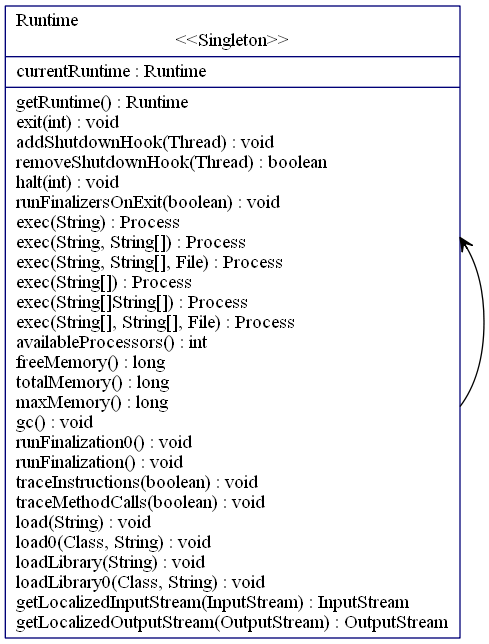 Runtime
<<Singleton>>
currentRuntime : Runtime
getRuntime() : Runtime
exit(int) : void
addShutdownHook(Thread) : void
removeShutdownHook(Thread) : boolean
halt(int) : void
runFinalizersOnExit(boolean) : void
exec(String) : Process
exec(String, String[]) : Process
exec(String, String[], File) : Process
exec(String[]) : Process
exec(String[]String[]) : Process
exec(String[], String[], File) : Process
availableProcessors() : int
freeMemory() : long
totalMemory() : long
maxMemory() : long
gc() : void
runFinalization0() : void
runFinalization() : void
traceInstructions(boolean) : void
traceMethodCalls(boolean) : void
load(String) : void
load0(Class, String) : void
loadLibrary(String) : void
loadLibrary0(Class, String) : void
getLocalizedInputStream(InputStream) : InputStream
getLocalizedOutputStream(OutputStream) : OutputStream